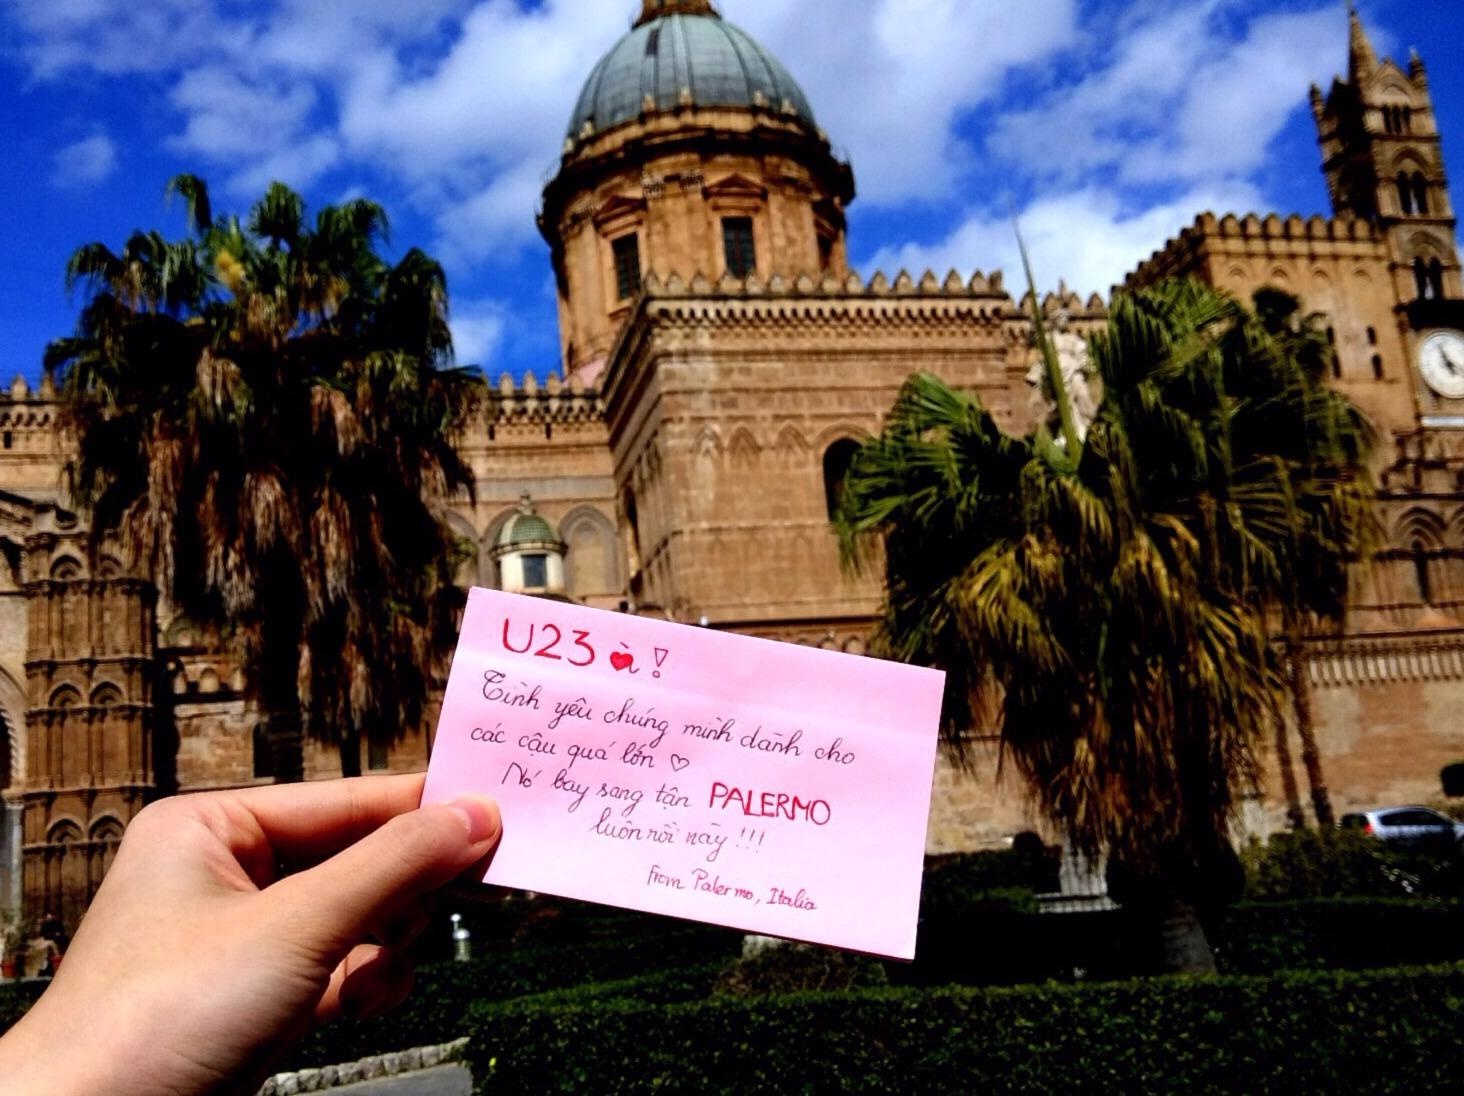 U23 à!
Tình yêu chúng mình dành cho
các cậu quá lớn ♡
Nó bay sang tận PALERMO
luôn rồi này !!!
From Palermo, Italia